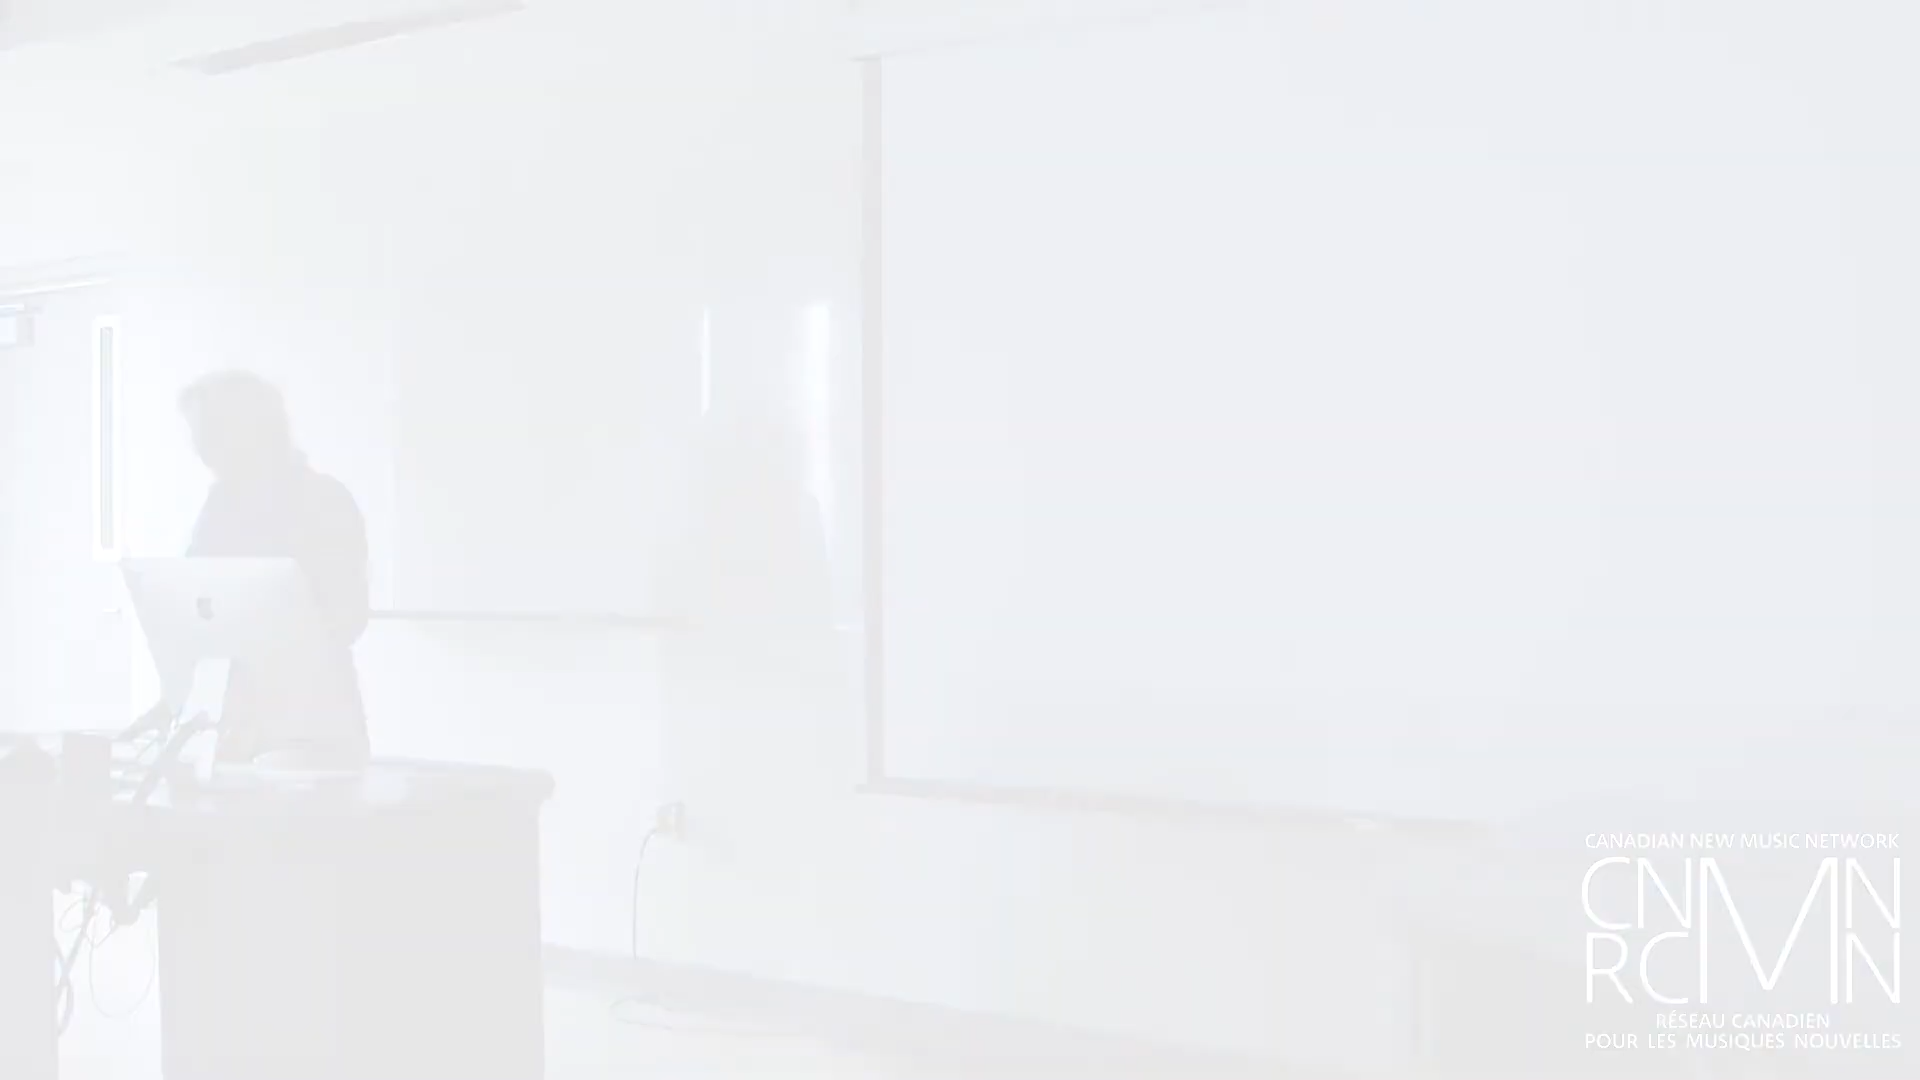 CANADIAN NEW MUSIC NETWORK
CNMN
RCMN
RÉSEAU CANADIEN
POUR LES MUSIQUES NOUVELLES